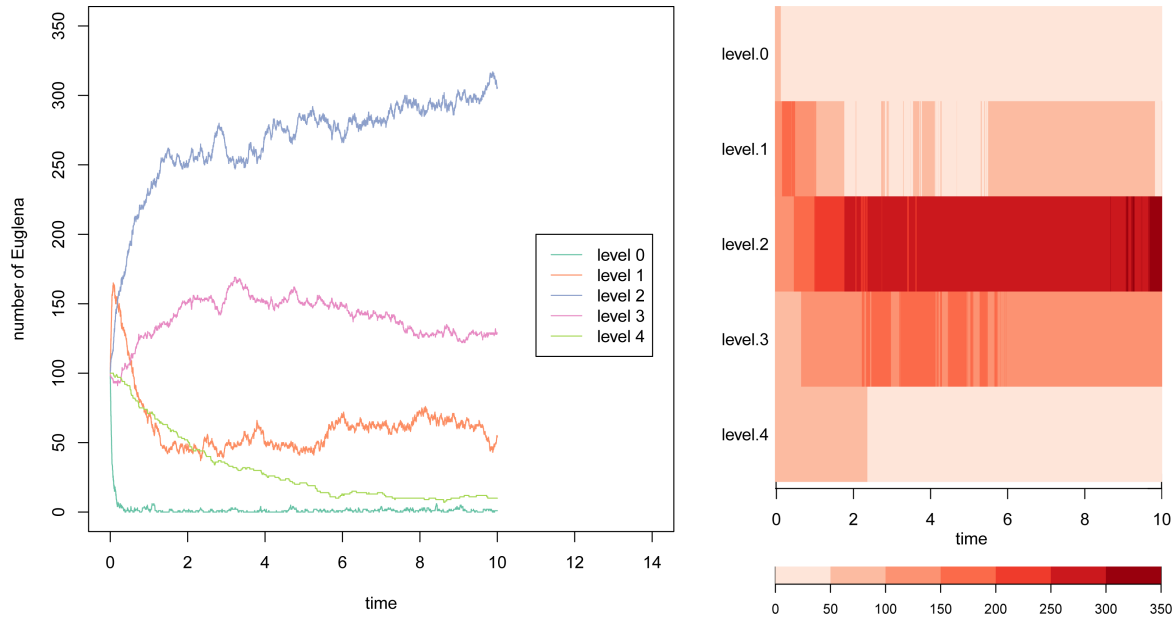 number of Euglena
350
300
250
200
150
100
50
0
0 2 4 6 8 10 12 14
time
level 0
level 1
level 2
level 3
level 4
level.0
level.1
level.2
level.3
level.4
0 2 4 6 8 10
time
0 50 100 150 200 250 300 350